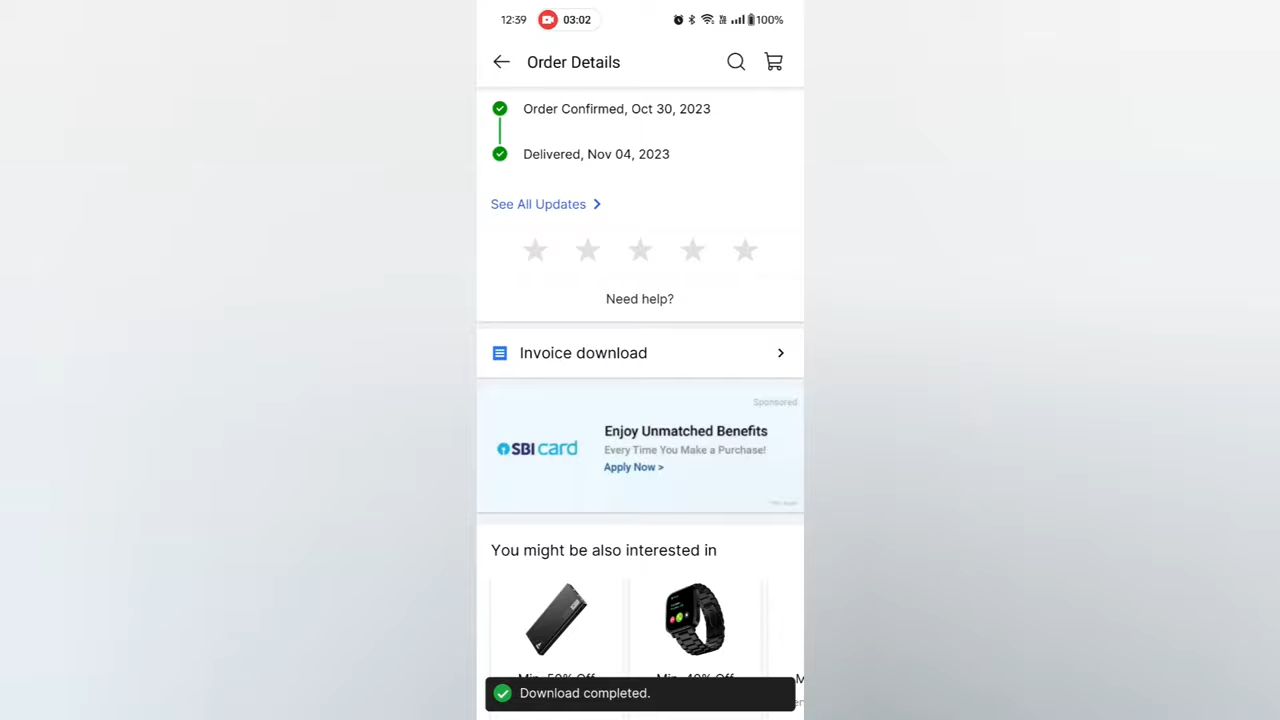 12:39
03:02
100%
Order Details
Order Confirmed, Oct 30, 2023
Delivered, Nov 04, 2023
See All Updates
Need help?
Invoice download
Sponsored
SBI card
Enjoy Unmatched Benefits
Every Time You Make a Purchase!
Apply Now >
You might be also interested in
Min. 50% Off
Min. 40% Off
M
Download completed.